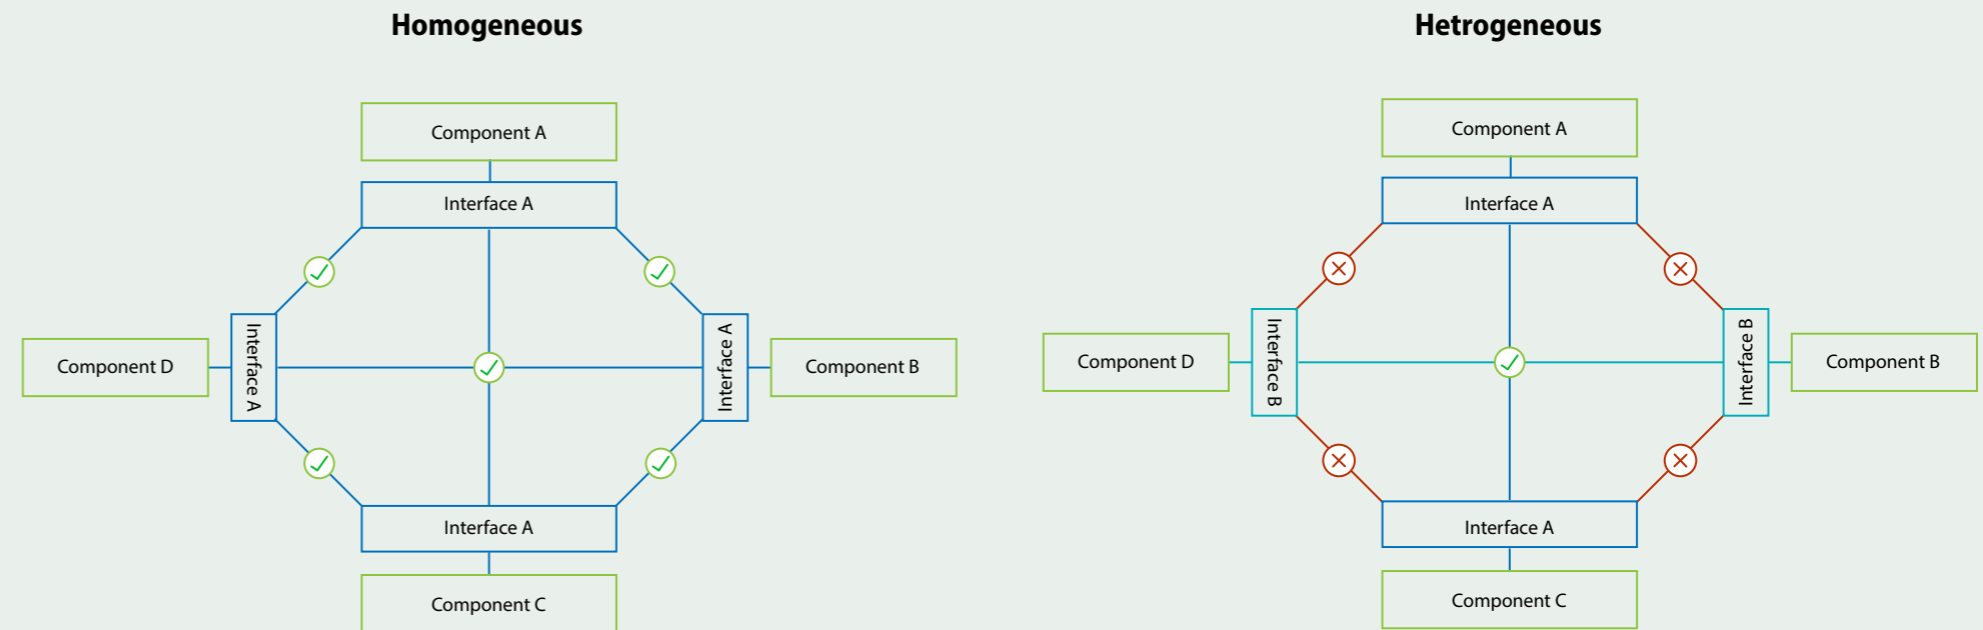 Homogeneous
Component A
Interface A
Component D
Interface A
Interface A
Component B
Interface A
Component C
Hetrogeneous
Component A
Interface A
Component D
Interface B
Interface B
Component B
Interface A
Component C